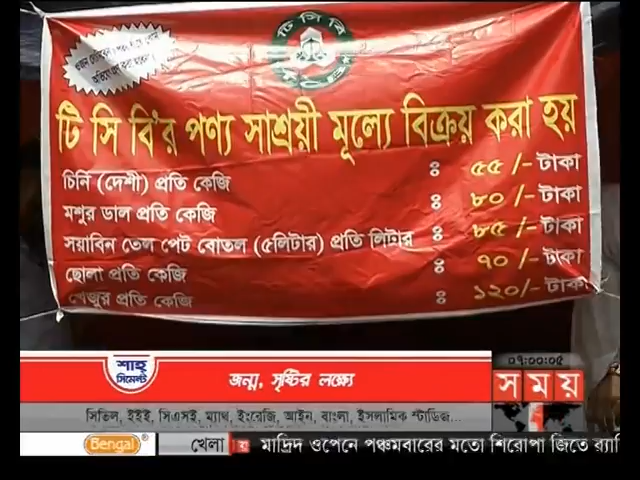 টি সি বি
টি সি বি'র পণ্য সাশ্রয়ী মূল্যে বিক্রয় করা হয়
চিনি (দেশী) প্রতি কেজি : ৫৫ /- টাকা
মশুর ডাল প্রতি কেজি : ৮০ /- টাকা
সয়াবিন তেল পেট বোতল (৫লিটার) প্রতি লিটার : ৮৫ /- টাকা
ছোলা প্রতি কেজি : ৭০ /- টাকা
খেজুর প্রতি কেজি : ১২০/- টাকা
শাহ্ সিমেন্ট
জন্ম, সৃষ্টির লক্ষ্যে
০৭:০০:০৫
সময়
সিভিল, ইইই, সিএসই, ম্যাথ, ইংরেজি, আইন, বাংলা, ইসলামিক স্টাডিজ...
Bengal
খেলা মাদ্রিদ ওপেনে পঞ্চমবারের মতো শিরোপা জিতে